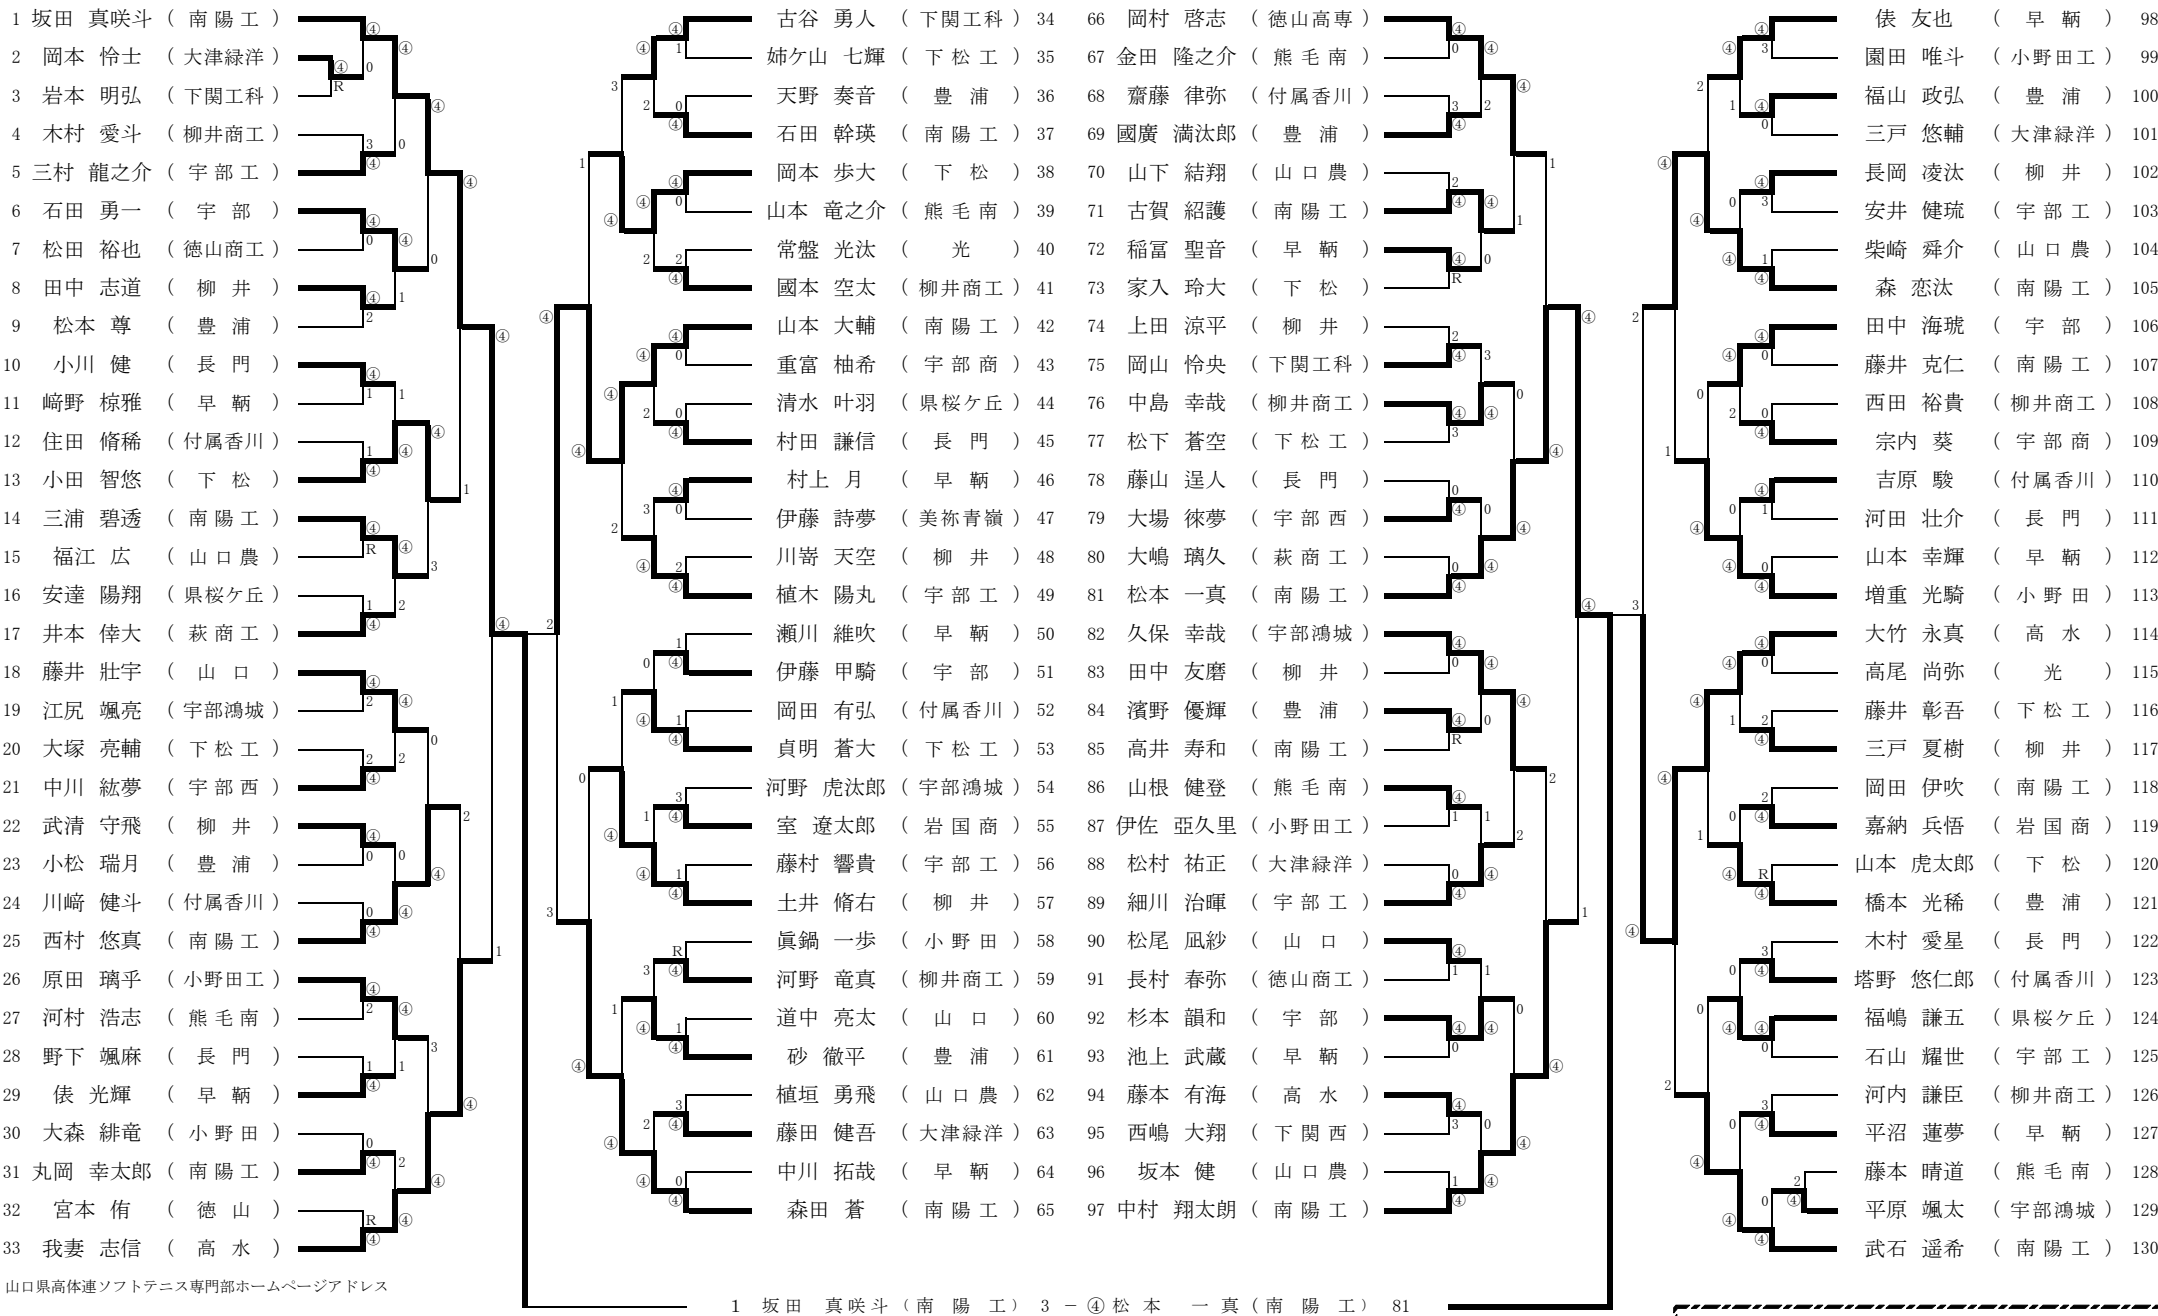 1 坂田 真咲斗 ( 南 陽 工 )
2 岡本 怜士 ( 大津緑洋 )
3 岩本 明弘 ( 下関工科 )
4 木村 愛斗 ( 柳井商工 )
5 三村 龍之介 ( 宇 部 工 )
6 石田 勇一 ( 宇 部 )
7 松田 裕也 ( 徳山商工 )
8 田中 志道 ( 柳 井 )
9 松本 尊 ( 豊 浦 )
10 小川 健 ( 長 門 )
11 﨑野 椋雅 ( 早 鞆 )
12 住田 脩稀 ( 付属香川 )
13 小田 智悠 ( 下 松 )
14 三浦 碧透 ( 南 陽 工 )
15 福江 広 ( 山 口 農 )
16 安達 陽翔 ( 県桜ケ丘 )
17 井本 倖大 ( 萩 商 工 )
18 藤井 壯宇 ( 山 口 )
19 江尻 颯亮 ( 宇部鴻城 )
20 大塚 亮輔 ( 下 松 工 )
21 中川 紘夢 ( 宇 部 西 )
22 武清 守飛 ( 柳 井 )
23 小松 瑞月 ( 豊 浦 )
24 川﨑 健斗 ( 付属香川 )
25 西村 悠真 ( 南 陽 工 )
26 原田 璃乎 ( 小野田工 )
27 河村 浩志 ( 熊 毛 南 )
28 野下 颯麻 ( 長 門 )
29 俵 光輝 ( 早 鞆 )
30 大森 緋竜 ( 小 野 田 )
31 丸岡 幸太郎 ( 南 陽 工 )
32 宮本 侑 ( 徳 山 )
33 我妻 志信 ( 高 水 )
古谷 勇人 ( 下関工科 ) 34
姉ケ山 七輝 ( 下 松 工 ) 35
天野 奏音 ( 豊 浦 ) 36
石田 幹瑛 ( 南 陽 工 ) 37
岡本 歩大 ( 下 松 ) 38
山本 竜之介 ( 熊 毛 南 ) 39
常盤 光汰 ( 光 ) 40
國本 空太 ( 柳井商工 ) 41
山本 大輔 ( 南 陽 工 ) 42
重富 柚希 ( 宇 部 商 ) 43
清水 叶羽 ( 県桜ケ丘 ) 44
村田 謙信 ( 長 門 ) 45
村上 月 ( 早 鞆 ) 46
伊藤 詩夢 ( 美祢青嶺 ) 47
川嵜 天空 ( 柳 井 ) 48
植木 陽丸 ( 宇 部 工 ) 49
瀬川 維吹 ( 早 鞆 ) 50
伊藤 甲騎 ( 宇 部 ) 51
岡田 有弘 ( 付属香川 ) 52
貞明 蒼大 ( 下 松 工 ) 53
河野 虎汰郎 ( 宇部鴻城 ) 54
室 遼太郎 ( 岩 国 商 ) 55
藤村 響貴 ( 宇 部 工 ) 56
土井 脩右 ( 柳 井 ) 57
眞鍋 一歩 ( 小 野 田 ) 58
河野 竜真 ( 柳井商工 ) 59
道中 亮太 ( 山 口 ) 60
砂 徹平 ( 豊 浦 ) 61
植垣 勇飛 ( 山 口 農 ) 62
藤田 健吾 ( 大津緑洋 ) 63
中川 拓哉 ( 早 鞆 ) 64
森田 蒼 ( 南 陽 工 ) 65
66 岡村 啓志 ( 徳山高専 )
67 金田 隆之介 ( 熊 毛 南 )
68 齋藤 律弥 ( 付属香川 )
69 國廣 満汰郎 ( 豊 浦 )
70 山下 結翔 ( 山 口 農 )
71 古賀 紹護 ( 南 陽 工 )
72 稲冨 聖音 ( 早 鞆 )
73 家入 玲大 ( 下 松 )
74 上田 涼平 ( 柳 井 )
75 岡山 怜央 ( 下関工科 )
76 中島 幸哉 ( 柳井商工 )
77 松下 蒼空 ( 下 松 工 )
78 藤山 逞人 ( 長 門 )
79 大場 徠夢 ( 宇 部 西 )
80 大嶋 璃久 ( 萩 商 工 )
81 松本 一真 ( 南 陽 工 )
82 久保 幸哉 ( 宇部鴻城 )
83 田中 友磨 ( 柳 井 )
84 濱野 優輝 ( 豊 浦 )
85 高井 寿和 ( 南 陽 工 )
86 山根 健登 ( 熊 毛 南 )
87 伊佐 亞久里 ( 小野田工 )
88 松村 祐正 ( 大津緑洋 )
89 細川 治暉 ( 宇 部 工 )
90 松尾 凪紗 ( 山 口 )
91 長村 春弥 ( 徳山商工 )
92 杉本 韻和 ( 宇 部 )
93 池上 武蔵 ( 早 鞆 )
94 藤本 有海 ( 高 水 )
95 西嶋 大翔 ( 下 関 西 )
96 坂本 健 ( 山 口 農 )
97 中村 翔太朗 ( 南 陽 工 )
俵 友也 ( 早 鞆 ) 98
園田 唯斗 ( 小野田工 ) 99
福山 政弘 ( 豊 浦 ) 100
三戸 悠輔 ( 大津緑洋 ) 101
長岡 凌汰 ( 柳 井 ) 102
安井 健琉 ( 宇 部 工 ) 103
柴崎 舜介 ( 山 口 農 ) 104
森 恋汰 ( 南 陽 工 ) 105
田中 海琥 ( 宇 部 ) 106
藤井 克仁 ( 南 陽 工 ) 107
西田 裕貴 ( 柳井商工 ) 108
宗内 葵 ( 宇 部 商 ) 109
吉原 駿 ( 付属香川 ) 110
河田 壮介 ( 長 門 ) 111
山本 幸輝 ( 早 鞆 ) 112
増重 光騎 ( 小 野 田 ) 113
大竹 永真 ( 高 水 ) 114
高尾 尚弥 ( 光 ) 115
藤井 彰吾 ( 下 松 工 ) 116
三戸 夏樹 ( 柳 井 ) 117
岡田 伊吹 ( 南 陽 工 ) 118
嘉納 兵悟 ( 岩 国 商 ) 119
山本 虎太郎 ( 下 松 ) 120
橋本 光稀 ( 豊 浦 ) 121
木村 愛星 ( 長 門 ) 122
塔野 悠仁郎 ( 付属香川 ) 123
福嶋 謙五 ( 県桜ケ丘 ) 124
石山 耀世 ( 宇 部 工 ) 125
河内 謙臣 ( 柳井商工 ) 126
平沼 蓮夢 ( 早 鞆 ) 127
藤本 晴道 ( 熊 毛 南 ) 128
平原 颯太 ( 宇部鴻城 ) 129
武石 遥希 ( 南 陽 工 ) 130
山口県高体連ソフトテニス専門部ホームページアドレス
1 坂田 真咲斗 ( 南 陽 工 ) 3 − ④ 松 本 一 真 ( 南 陽 工 ) 81